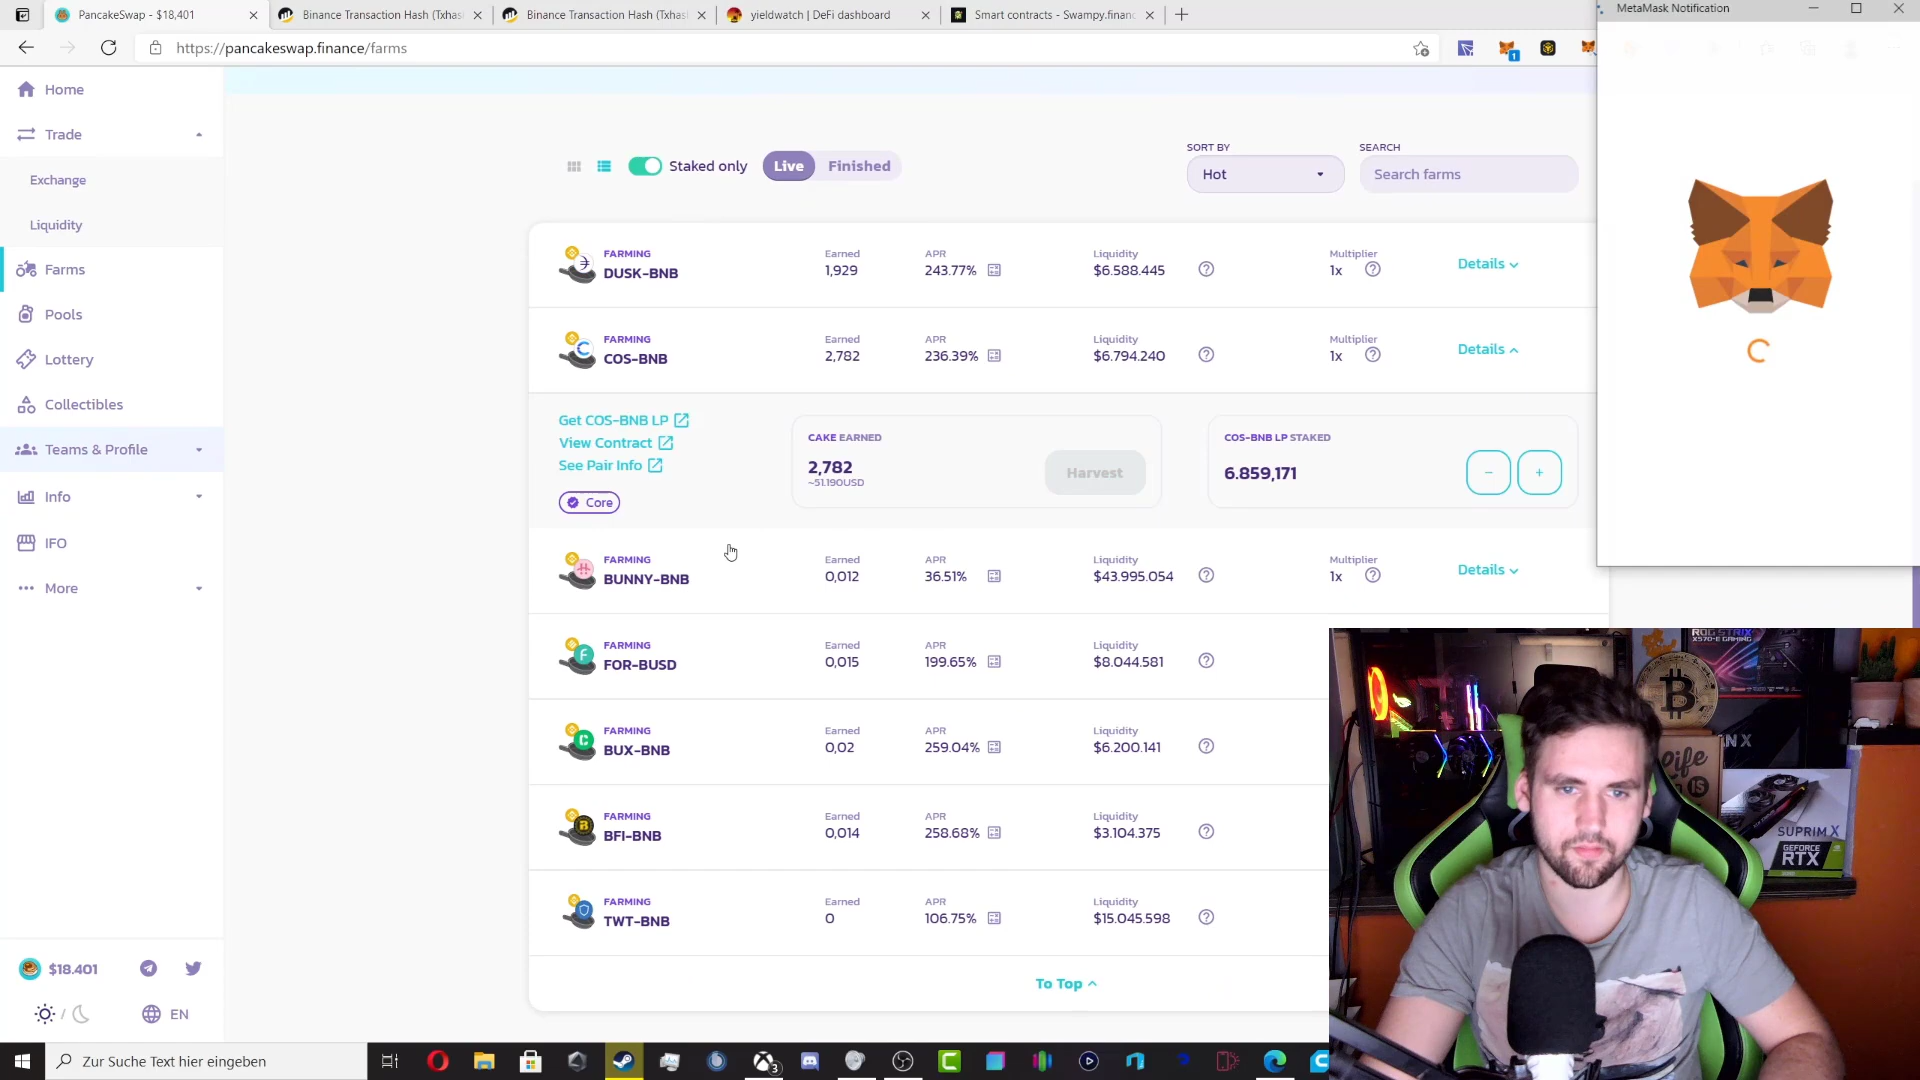 PancakeSwap - $18,401
Binance Transaction Hash (Txhas
Binance Transaction Hash (Txhas
yieldwatch | DeFi dashboard
Smart contracts - Swampy.financ
MetaMask Notification
https://pancakeswap.finance/farms
1
Home
Trade
Exchange
Liquidity
Farms
Pools
Lottery
Collectibles
Teams & Profile
Info
IFO
More
$18.401
/
EN
Staked only
Live
Finished
SORT BY
Hot
SEARCH
Search farms
FARMING
DUSK-BNB
Earned
1,929
APR
243.77%
Liquidity
$6.588.445
Multiplier
1x
Details
FARMING
COS-BNB
Earned
2,782
APR
236.39%
Liquidity
$6.794.240
Multiplier
1x
Details
Get COS-BNB LP
View Contract
See Pair Info
Core
CAKE EARNED
2,782
~51.190USD
Harvest
COS-BNB LP STAKED
6.859,171
FARMING
BUNNY-BNB
Earned
0,012
APR
36.51%
Liquidity
$43.995.054
Multiplier
1x
Details
FARMING
FOR-BUSD
Earned
0,015
APR
199.65%
Liquidity
$8.044.581
FARMING
BUX-BNB
Earned
0,02
APR
259.04%
Liquidity
$6.200.141
FARMING
BFI-BNB
Earned
0,014
APR
258.68%
Liquidity
$3.104.375
FARMING
TWT-BNB
Earned
0
APR
106.75%
Liquidity
$15.045.598
To Top
ROG STRIX
X570-E GAMING
SUPRIM X
GEFORCE
RTX
Zur Suche Text hier eingeben
3